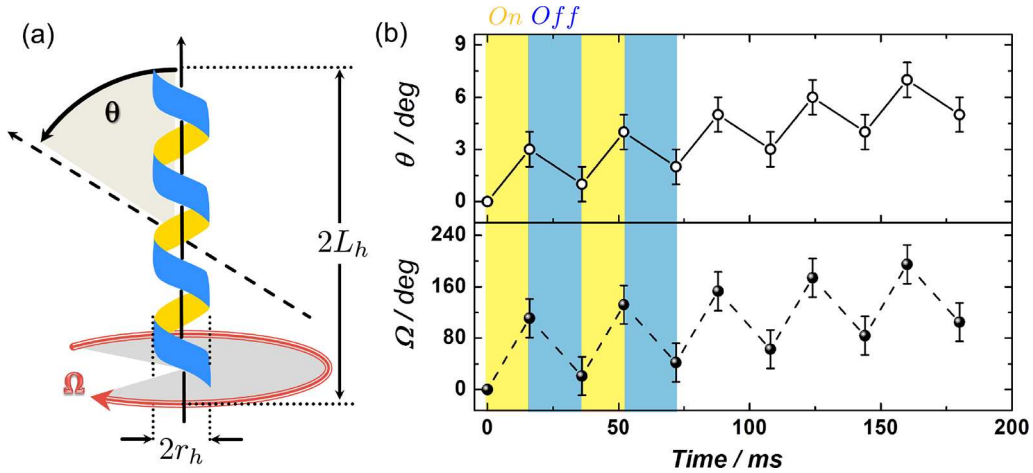 (a)
θ
2L_h
Ω
2r_h
On Off
(b)
θ / deg
9
6
3
0
Ω / deg
240
160
80
0
0 50 100 150 200
Time / ms